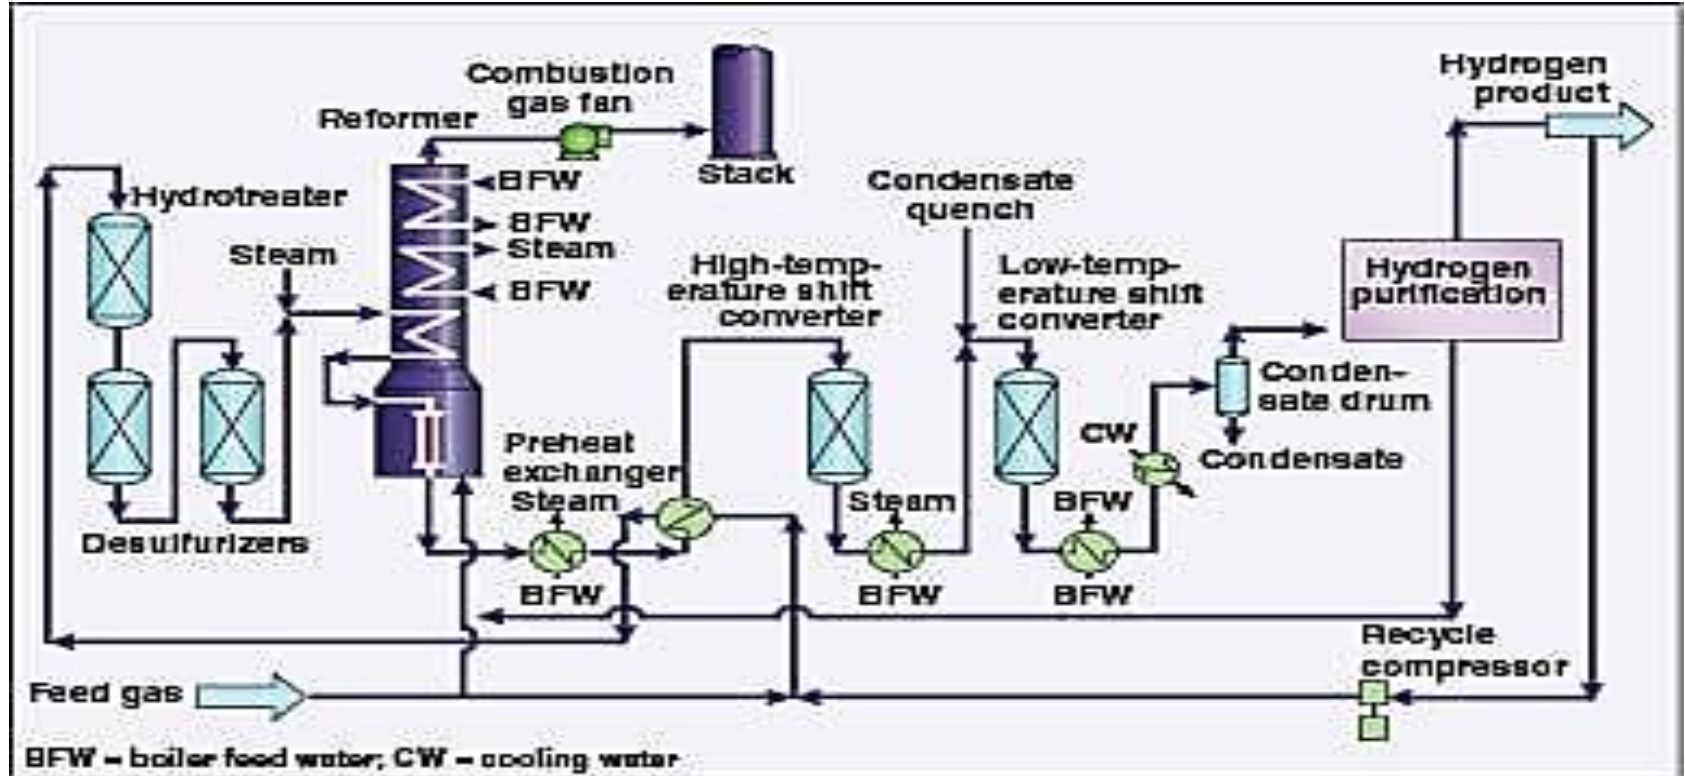 Combustion
gas fan
Reformer
Stack
Hydrogen
product
Hydrotreater
BFW
BFW
Steam
BFW
Steam
Condensate
quench
High-temp-
erature shift
converter
Low-temp-
erature shift
converter
Hydrogen
purification
Conden-
sate drum
CW
Condensate
Preheat
exchanger
Steam
Steam
BFW
Desulfurizers
BFW
BFW
BFW
Recycle
compressor
Feed gas
BFW – boiler feed water; CW – cooling water